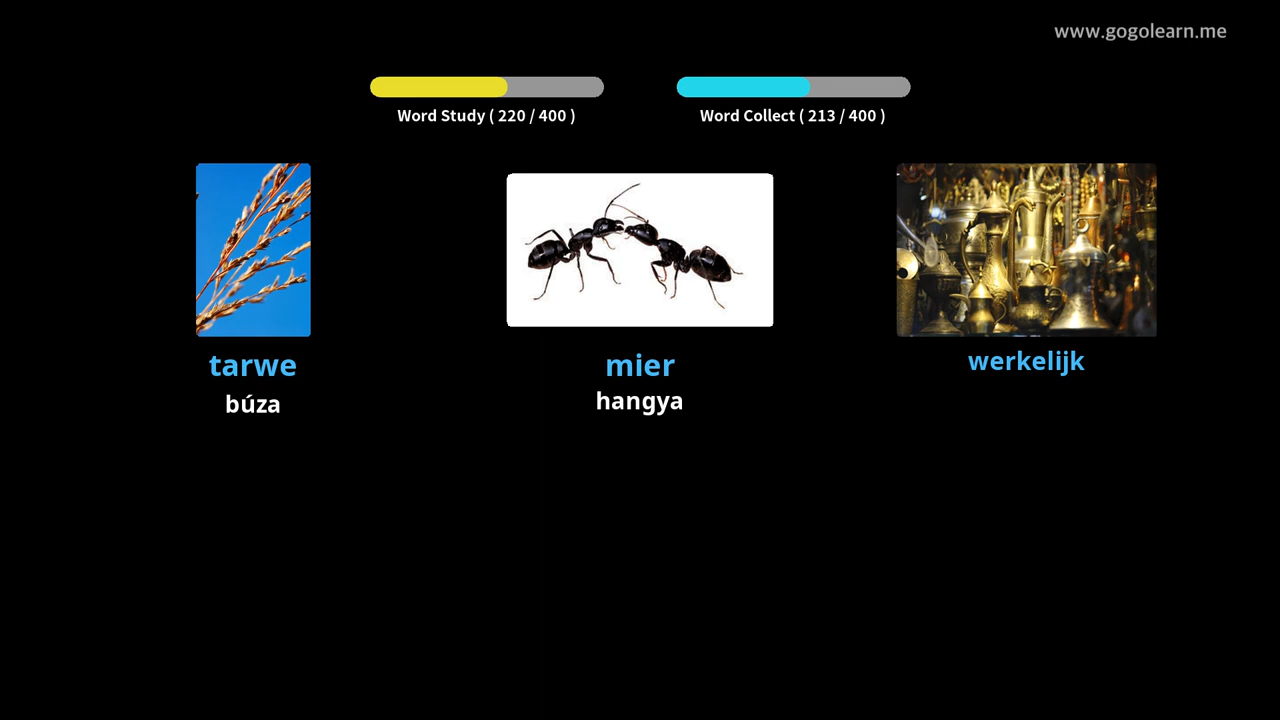 www.gogolearn.me
Word Study ( 220 / 400 )
Word Collect ( 213 / 400 )
tarwe
búza
mier
hangya
werkelijk